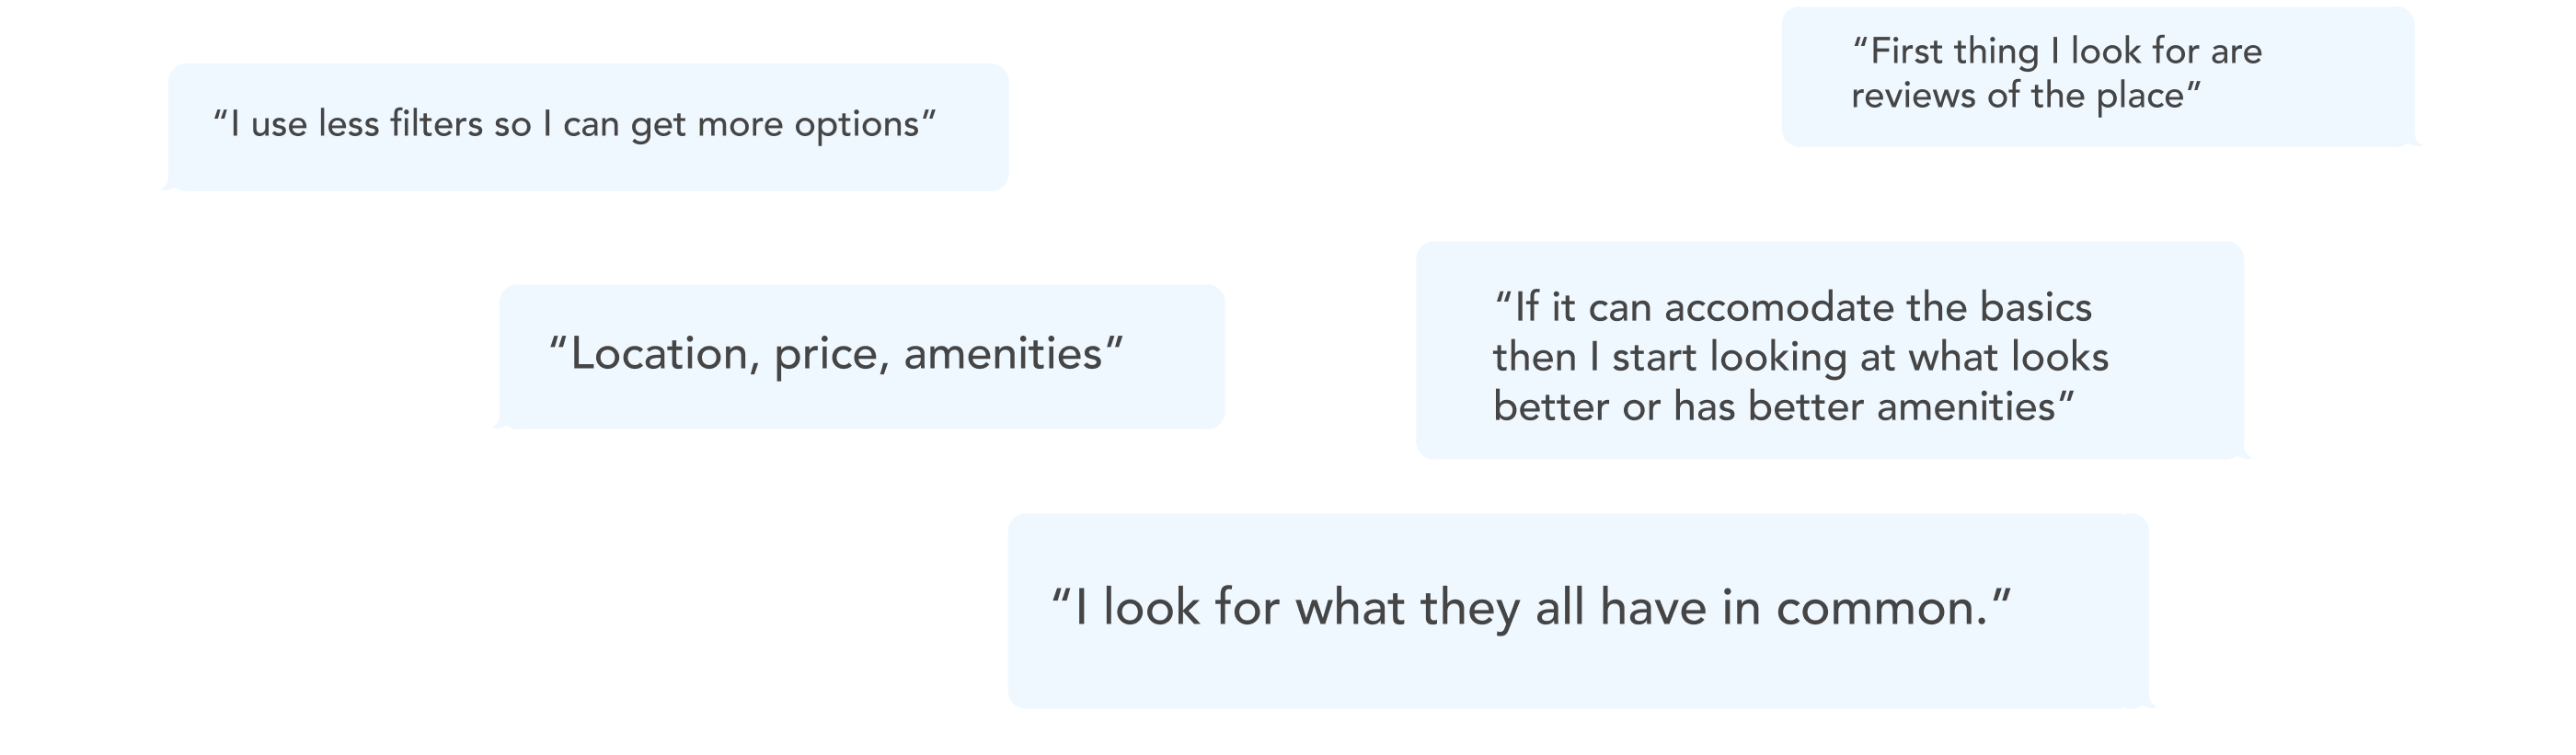 “First thing I look for are
reviews of the place”
“I use less filters so I can get more options”
“If it can accomodate the basics
then I start looking at what looks
better or has better amenities”
“Location, price, amenities”
“I look for what they all have in common.”